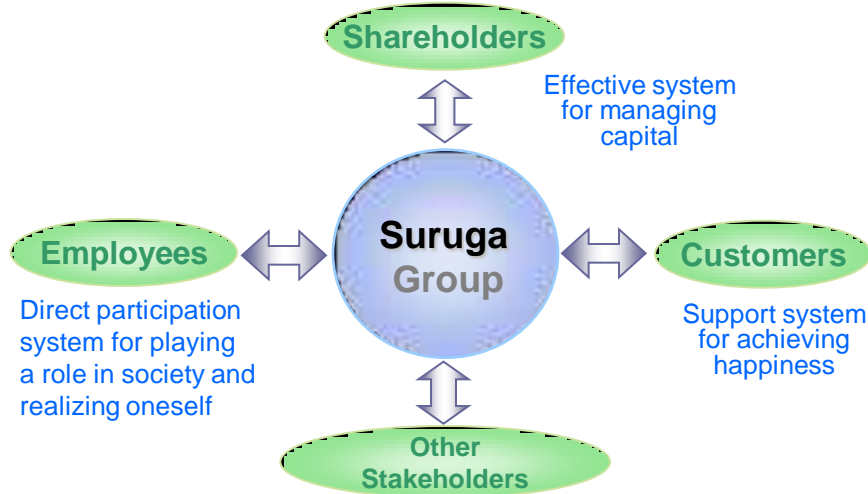 Shareholders
Effective system
for managing
capital
Employees
Suruga
Group
Customers
Direct participation
system for playing
a role in society and
realizing oneself
Support system
for achieving
happiness
Other
Stakeholders